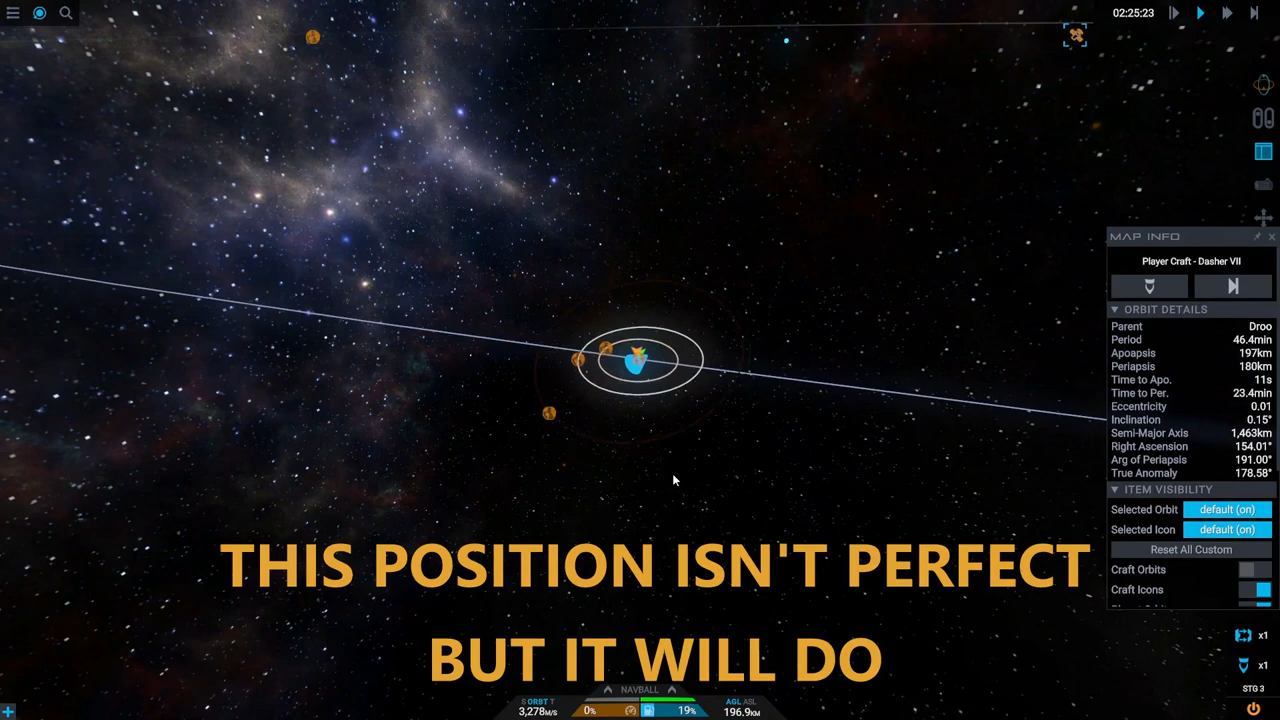 02:25:23
MAP INFO
Player Craft - Dasher VII
ORBIT DETAILS
Parent Droo
Period 46.4min
Apoapsis 197km
Periapsis 180km
Time to Apo. 11s
Time to Per. 23.4min
Eccentricity 0.01
Inclination 0.15°
Semi-Major Axis 1,463km
Right Ascension 154.01°
Arg of Periapsis 191.00°
True Anomaly 178.58°
ITEM VISIBILITY
Selected Orbit default (on)
Selected Icon default (on)
Reset All Custom
Craft Orbits
Craft Icons
THIS POSITION ISN'T PERFECT
BUT IT WILL DO
x1
x1
STG 3
NAVBALL
S ORBT T
3,278M/S
0%
19%
AGL ASL
196.9KM